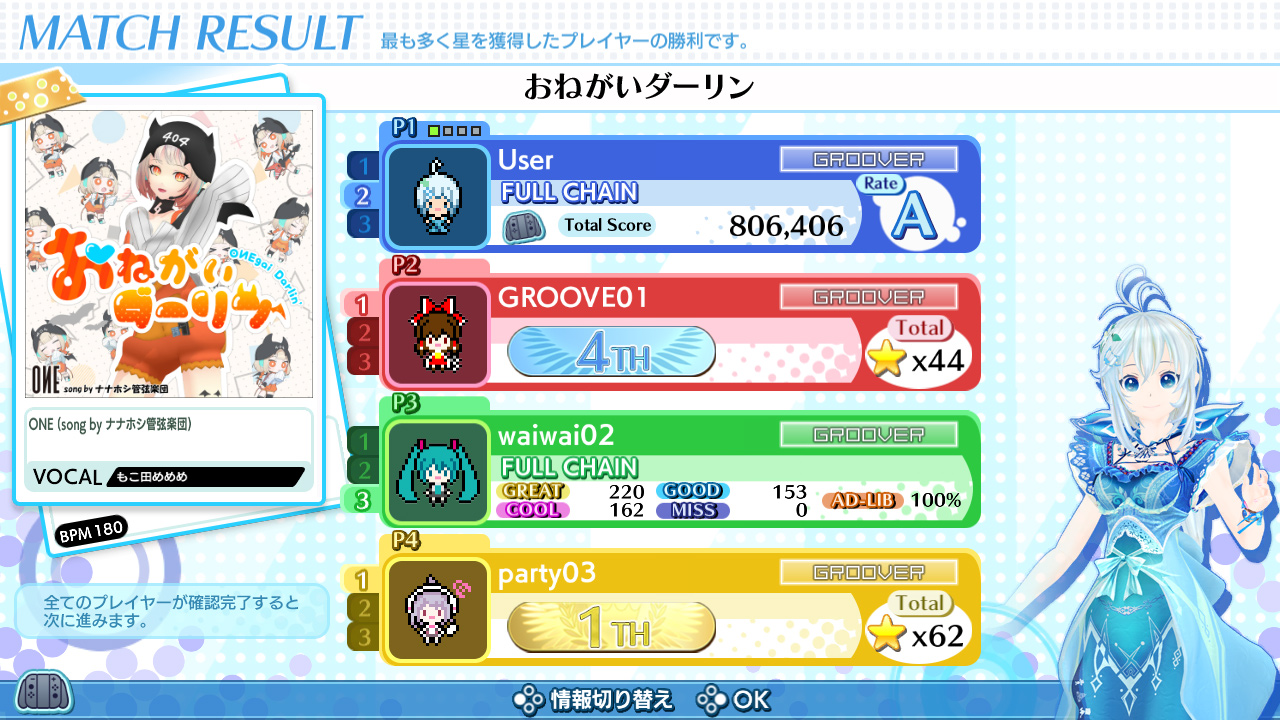 MATCH RESULT
最も多く星を獲得したプレイヤーの勝利です。
おねがいダーリン
404
おねがい
ダーリン
ONEgai Darlin'
ONE song by ナナホシ管弦楽団
ONE (song by ナナホシ管弦楽団)
VOCAL もこ田めめめ
BPM 180
全てのプレイヤーが確認完了すると
次に進みます。
P1
1
2
3
User
GROOVER
FULL CHAIN
Total Score 806,406
Rate
A
P2
1
2
3
GROOVE01
GROOVER
4TH
Total
x44
P3
1
2
3
waiwai02
GROOVER
FULL CHAIN
GREAT 220 GOOD 153
COOL 162 MISS 0
AD-LIB 100%
P4
1
2
3
party03
GROOVER
1TH
Total
x62
情報切り替え OK